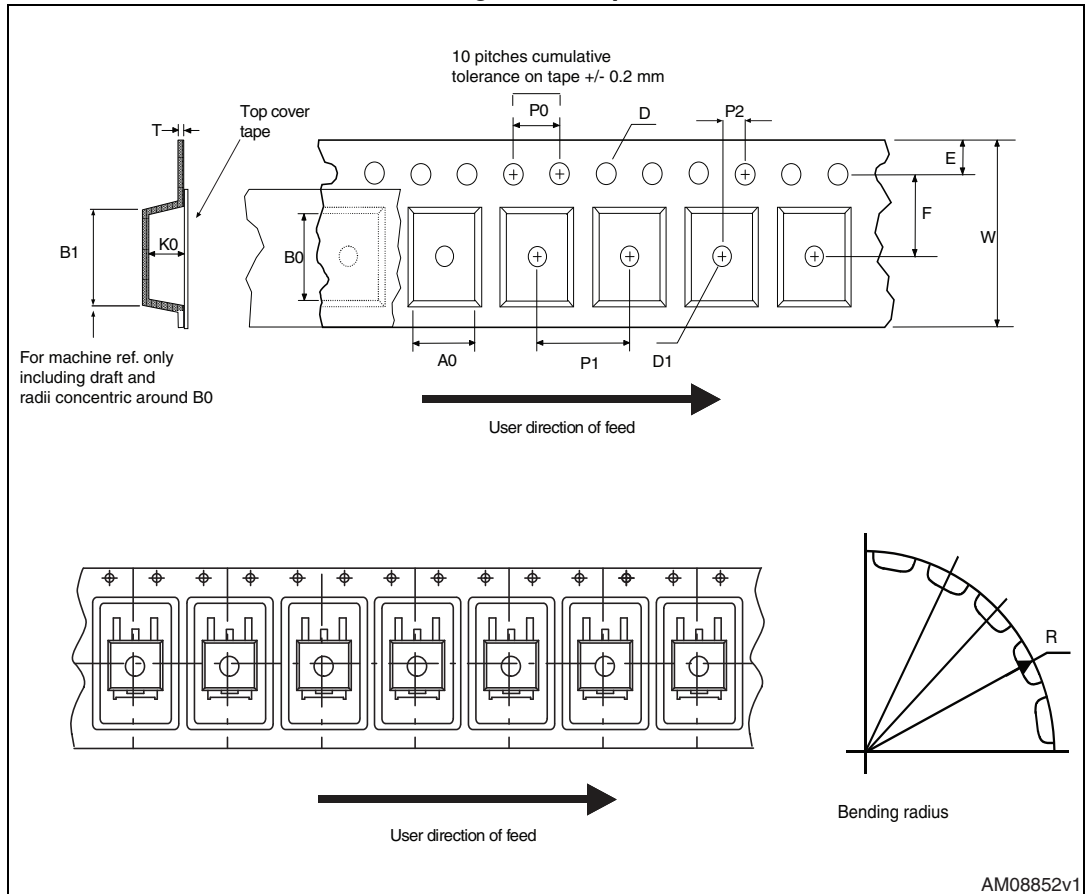 10 pitches cumulative
tolerance on tape +/- 0.2 mm
Top cover
tape
T
P0
D
P2
E
F
W
B1
K0
B0
For machine ref. only
including draft and
radii concentric around B0
A0
P1
D1
User direction of feed
R
Bending radius
User direction of feed
AM08852v1